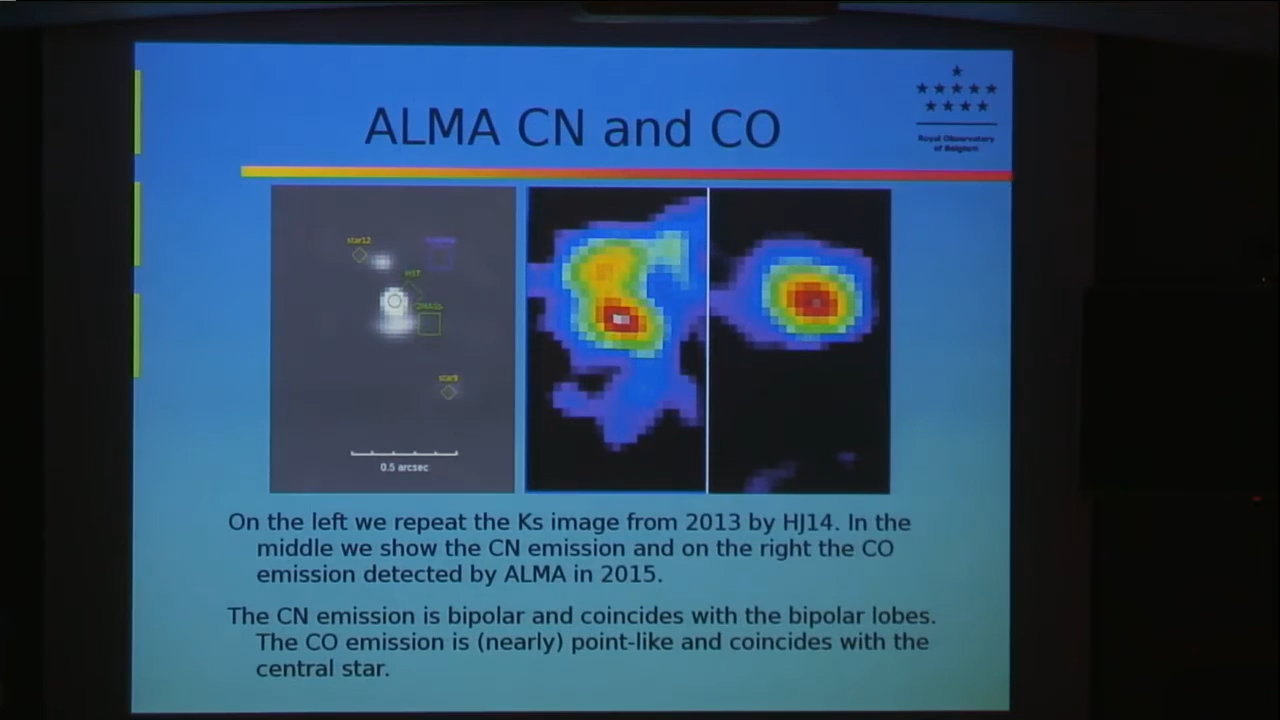 ALMA CN and CO
Royal Observatory
of Belgium
star12
HST
2MASS
star9
0.5 arcsec
On the left we repeat the Ks image from 2013 by HJ14. In the
middle we show the CN emission and on the right the CO
emission detected by ALMA in 2015.
The CN emission is bipolar and coincides with the bipolar lobes.
The CO emission is (nearly) point-like and coincides with the
central star.